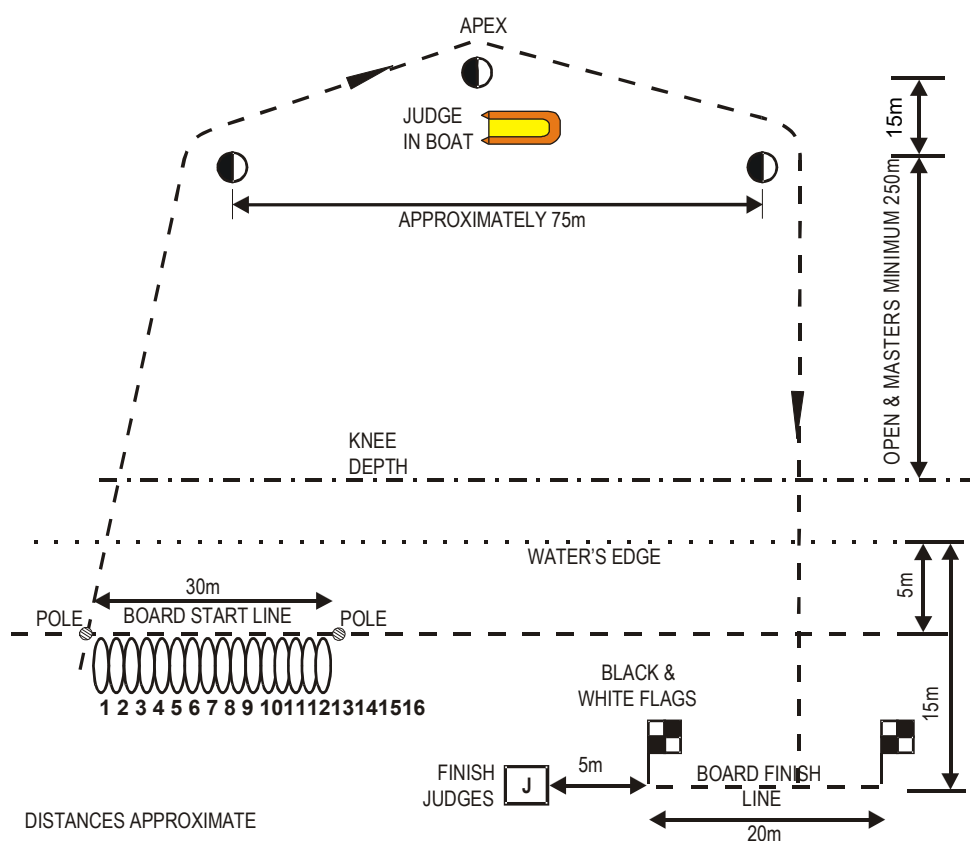 APEX
JUDGE
IN BOAT
15m
APPROXIMATELY 75m
OPEN & MASTERS MINIMUM 250m
KNEE
DEPTH
WATER'S EDGE
30m
5m
POLE
BOARD START LINE
POLE
1 2 3 4 5 6 7 8 9 10 11 12 13 14 15 16
BLACK &
WHITE FLAGS
15m
FINISH
JUDGES
J
5m
BOARD FINISH
LINE
20m
DISTANCES APPROXIMATE